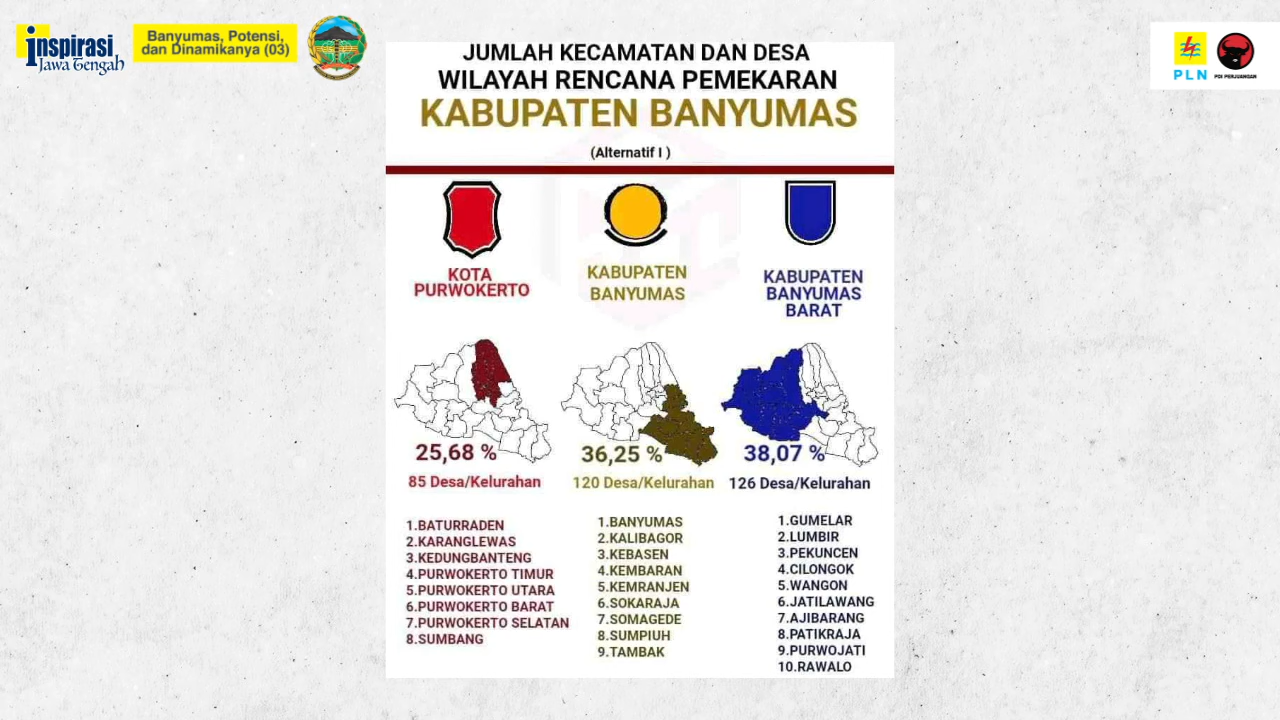 inspirasi
Jawa Tengah
Banyumas, Potensi,
dan Dinamikanya (03)
PLN
PDI PERJUANGAN
JUMLAH KECAMATAN DAN DESA
WILAYAH RENCANA PEMEKARAN
KABUPATEN BANYUMAS
(Alternatif I )
KOTA
PURWOKERTO
KABUPATEN
BANYUMAS
KABUPATEN
BANYUMAS
BARAT
25,68 %
85 Desa/Kelurahan
36,25 %
120 Desa/Kelurahan
38,07 %
126 Desa/Kelurahan
1.BATURRADEN
2.KARANGLEWAS
3.KEDUNGBANTENG
4.PURWOKERTO TIMUR
5.PURWOKERTO UTARA
6.PURWOKERTO BARAT
7.PURWOKERTO SELATAN
8.SUMBANG
1.BANYUMAS
2.KALIBAGOR
3.KEBASEN
4.KEMBARAN
5.KEMRANJEN
6.SOKARAJA
7.SOMAGEDE
8.SUMPIUH
9.TAMBAK
1.GUMELAR
2.LUMBIR
3.PEKUNCEN
4.CILONGOK
5.WANGON
6.JATILAWANG
7.AJIBARANG
8.PATIKRAJA
9.PURWOJATI
10.RAWALO